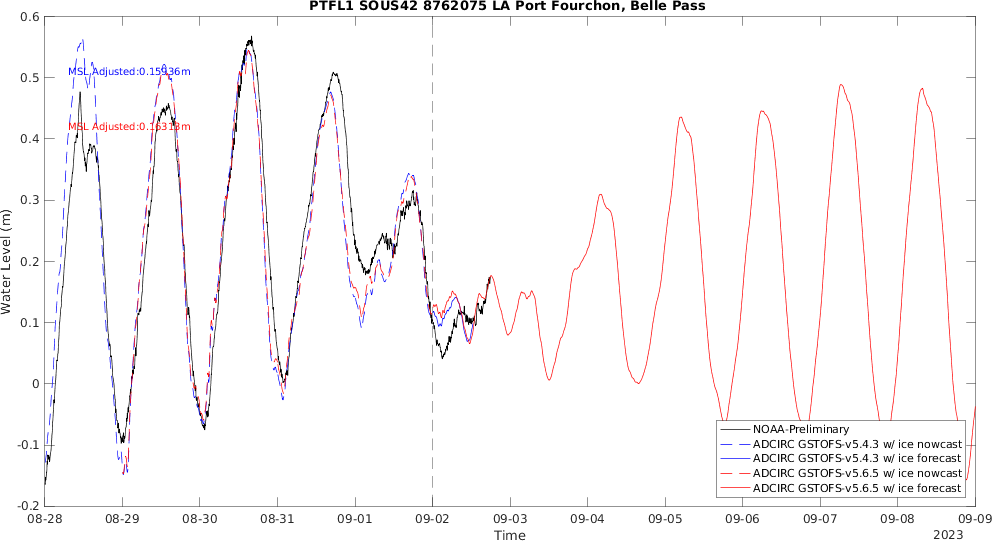 PTFL1 SOUS42 8762075 LA Port Fourchon, Belle Pass
0.6
0.5
0.4
0.3
0.2
0.1
0
-0.1
-0.2
Water Level (m)
MSL Adjusted:0.15936m
MSL Adjusted:0.16313m
NOAA-Preliminary
ADCIRC GSTOFS-v5.4.3 w/ ice nowcast
ADCIRC GSTOFS-v5.4.3 w/ ice forecast
ADCIRC GSTOFS-v5.6.5 w/ ice nowcast
ADCIRC GSTOFS-v5.6.5 w/ ice forecast
08-28 08-29 08-30 08-31 09-01 09-02 09-03 09-04 09-05 09-06 09-07 09-08 09-09
Time
2023